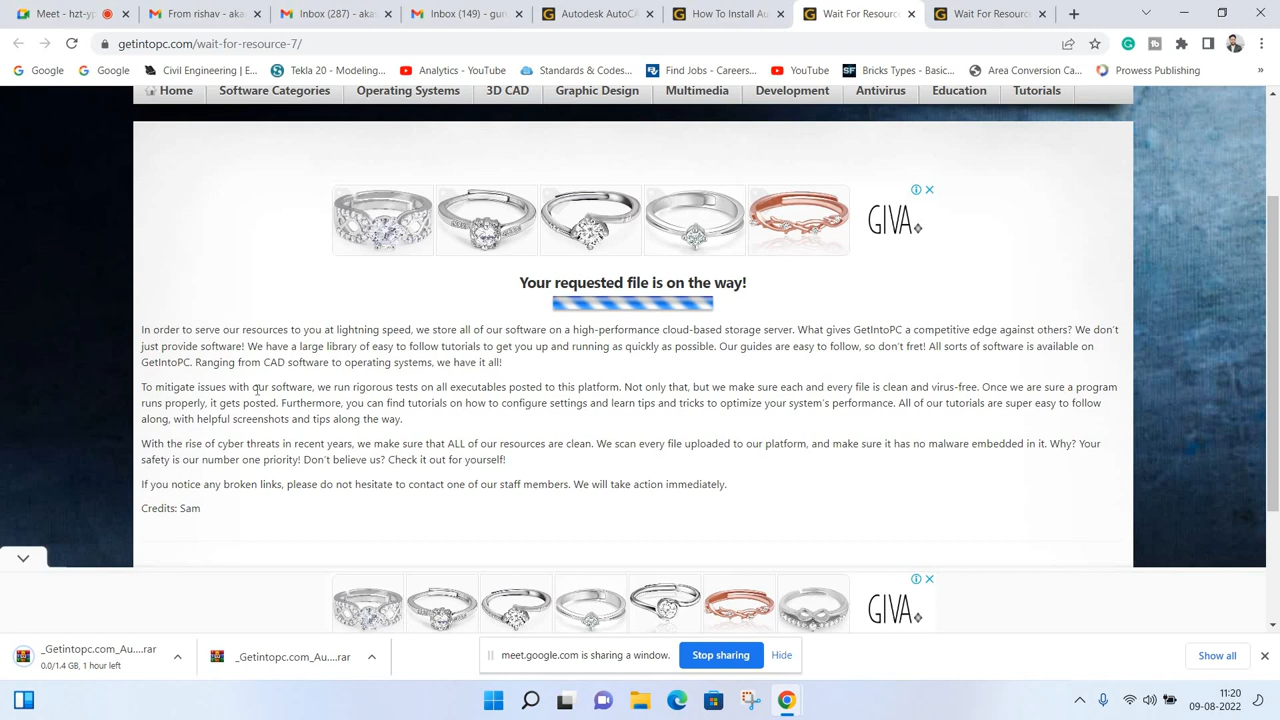 Meet - hzt-yp
From rishav - aka
Inbox (287) - akas
Inbox (149) - gun
Autodesk AutoCA
How To Install Au
Wait For Resource
Wait For Resourc
getintopc.com/wait-for-resource-7/
Google
Google
Civil Engineering | E...
Tekla 20 - Modeling...
Analytics - YouTube
Standards & Codes...
Find Jobs - Careers...
YouTube
Bricks Types - Basic...
Area Conversion Ca...
Prowess Publishing
Home Software Categories Operating Systems 3D CAD Graphic Design Multimedia Development Antivirus Education Tutorials
GIVA
Your requested file is on the way!
In order to serve our resources to you at lightning speed, we store all of our software on a high-performance cloud-based storage server. What gives GetIntoPC a competitive edge against others? We don't
just provide software! We have a large library of easy to follow tutorials to get you up and running as quickly as possible. Our guides are easy to follow, so don't fret! All sorts of software is available on
GetIntoPC. Ranging from CAD software to operating systems, we have it all!
To mitigate issues with our software, we run rigorous tests on all executables posted to this platform. Not only that, but we make sure each and every file is clean and virus-free. Once we are sure a program
runs properly, it gets posted. Furthermore, you can find tutorials on how to configure settings and learn tips and tricks to optimize your system's performance. All of our tutorials are super easy to follow
along, with helpful screenshots and tips along the way.
With the rise of cyber threats in recent years, we make sure that ALL of our resources are clean. We scan every file uploaded to our platform, and make sure it has no malware embedded in it. Why? Your
safety is our number one priority! Don't believe us? Check it out for yourself!
If you notice any broken links, please do not hesitate to contact one of our staff members. We will take action immediately.
Credits: Sam
GIVA
_Getintopc.com_Au....rar
0.0/1.4 GB, 1 hour left
_Getintopc.com_Au....rar
meet.google.com is sharing a window.
Stop sharing
Hide
Show all
11:20
09-08-2022